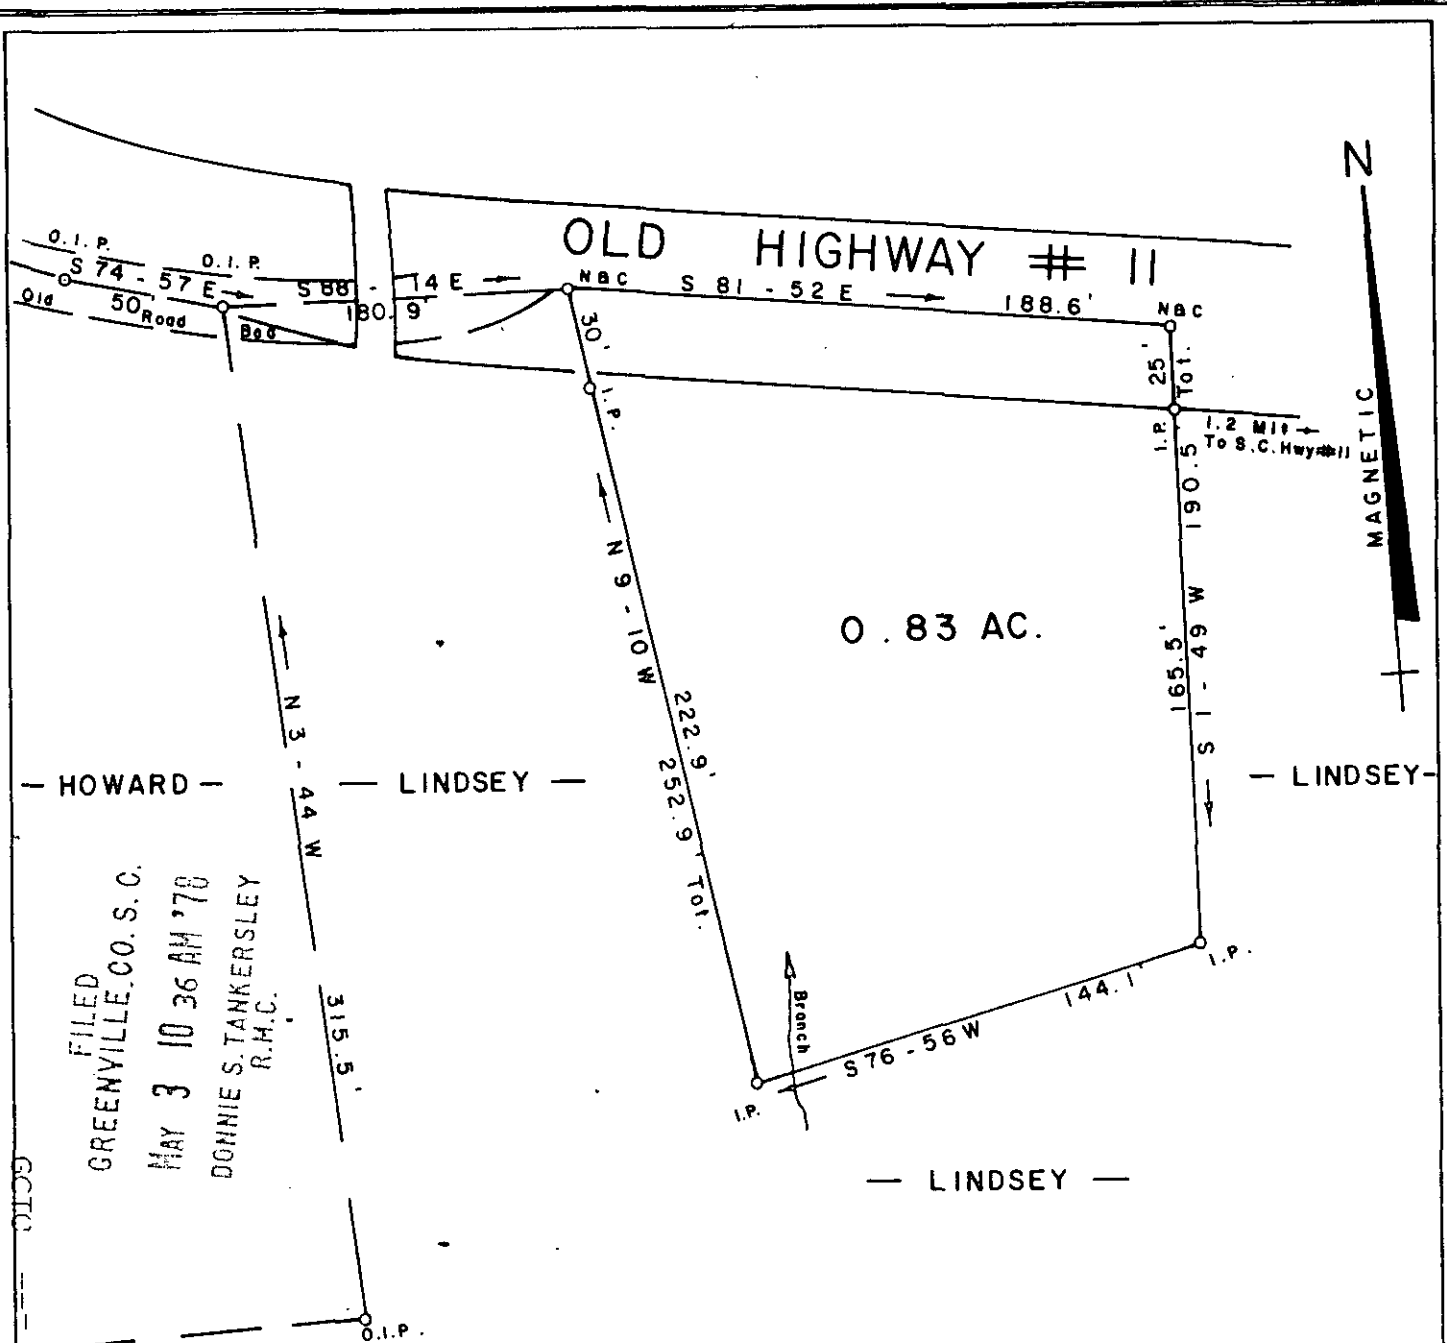 N
MAGNETIC
OLD HIGHWAY # 11
O.I.P.
O.I.P.
S 74 - 57 E
50
Old Road Bed
S 88 - 14 E
180.9'
NBC
S 81 - 52 E
188.6'
NBC
30'
I.P.
25'
Tot.
I.P.
190.5'
1.2 Mi±
To S.C. Hwy #11
N 9 - 10 W
222.9'
252.9' Tot.
0.83 AC.
165.5'
S 1 - 49 W
N 3 - 44 W
315.5'
- HOWARD -
— LINDSEY —
— LINDSEY -
I.P.
144.1'
S 76 - 56 W
Branch
I.P.
— LINDSEY —
FILED
GREENVILLE.CO. S. C.
MAY 3 10 36 AM '78
DONNIE S. TANKERSLEY
R.M.C.
GCTO
O.I.P.